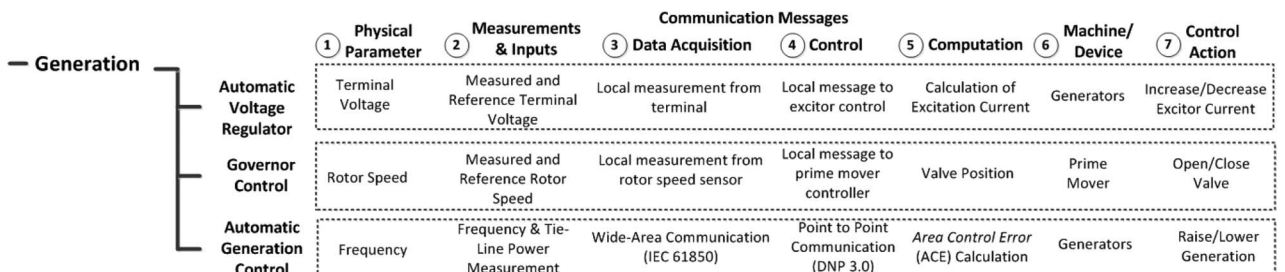 Communication Messages
1 Physical Parameter
2 Measurements & Inputs
3 Data Acquisition
4 Control
5 Computation
6 Machine/ Device
7 Control Action
Generation
Automatic
Voltage
Regulator
Terminal
Voltage
Measured and
Reference Terminal
Voltage
Local measurement from
terminal
Local message to
excitor control
Calculation of
Excitation Current
Generators
Increase/Decrease
Excitor Current
Governor
Control
Rotor Speed
Measured and
Reference Rotor
Speed
Local measurement from
rotor speed sensor
Local message to
prime mover
controller
Valve Position
Prime
Mover
Open/Close
Valve
Automatic
Generation
Control
Frequency
Frequency & Tie-
Line Power
Measurement
Wide-Area Communication
(IEC 61850)
Point to Point
Communication
(DNP 3.0)
Area Control Error
(ACE) Calculation
Generators
Raise/Lower
Generation